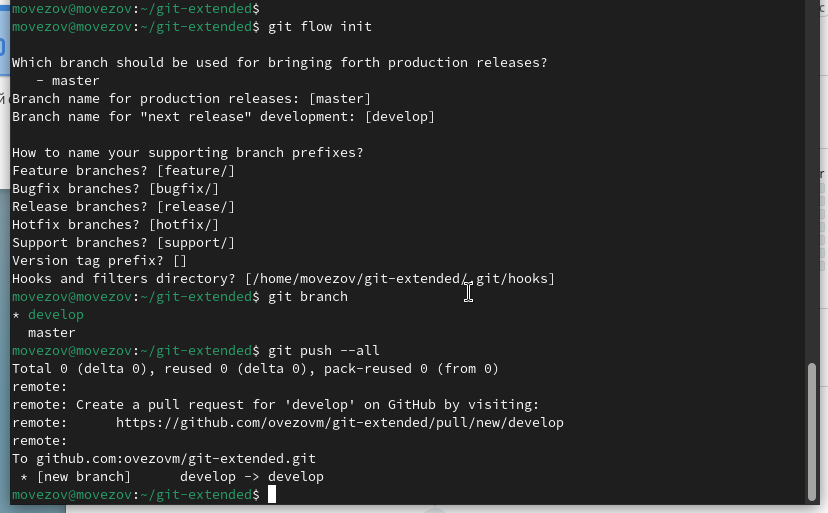 movezov@movezov:~/git-extended$
movezov@movezov:~/git-extended$ git flow init
Which branch should be used for bringing forth production releases?
   - master
Branch name for production releases: [master]
Branch name for "next release" development: [develop]
How to name your supporting branch prefixes?
Feature branches? [feature/]
Bugfix branches? [bugfix/]
Release branches? [release/]
Hotfix branches? [hotfix/]
Support branches? [support/]
Version tag prefix? []
Hooks and filters directory? [/home/movezov/git-extended/.git/hooks]
movezov@movezov:~/git-extended$ git branch
* develop
  master
movezov@movezov:~/git-extended$ git push --all
Total 0 (delta 0), reused 0 (delta 0), pack-reused 0 (from 0)
remote:
remote: Create a pull request for 'develop' on GitHub by visiting:
remote:      https://github.com/ovezovm/git-extended/pull/new/develop
remote:
To github.com:ovezovm/git-extended.git
 * [new branch]      develop -> develop
movezov@movezov:~/git-extended$